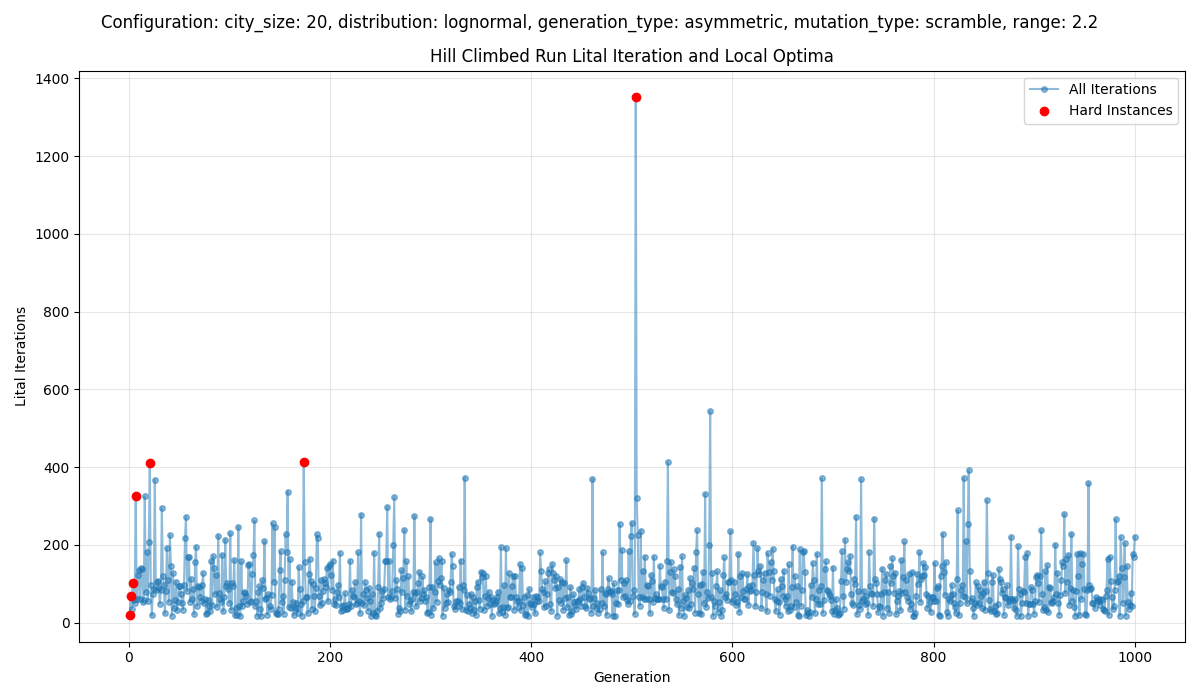 Configuration: city_size: 20, distribution: lognormal, generation_type: asymmetric, mutation_type: scramble, range: 2.2
Hill Climbed Run Lital Iteration and Local Optima
All Iterations
Hard Instances
Lital Iterations
1400
1200
1000
800
600
400
200
0
0 200 400 600 800 1000
Generation